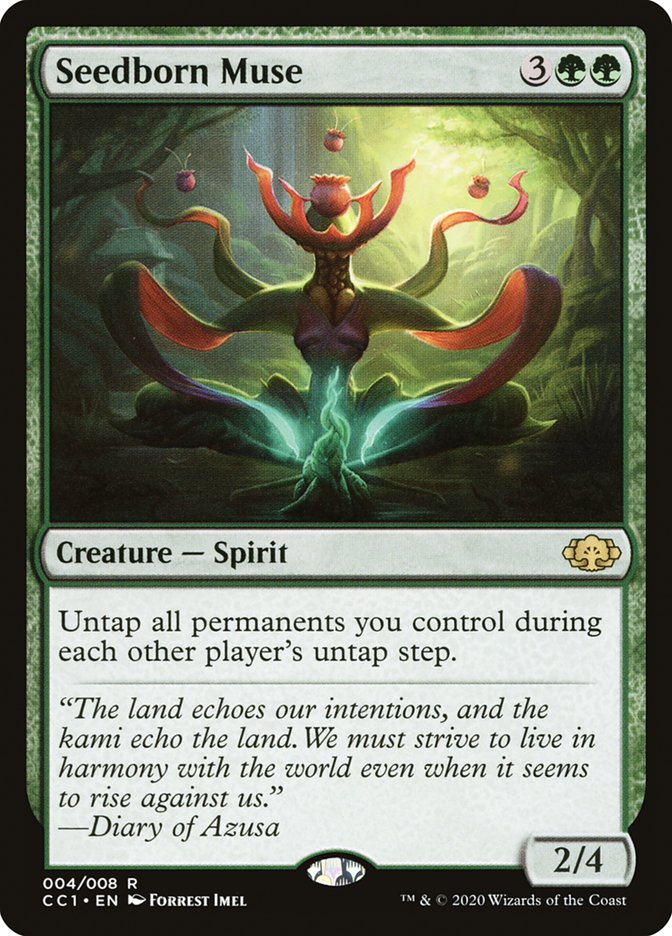 Seedborn Muse 3
Creature — Spirit
Untap all permanents you control during
each other player's untap step.
“The land echoes our intentions, and the
kami echo the land. We must strive to live in
harmony with the world even when it seems
to rise against us.”
—Diary of Azusa
2/4
004/008 R
CC1 • EN Forrest Imel
™ & © 2020 Wizards of the Coast